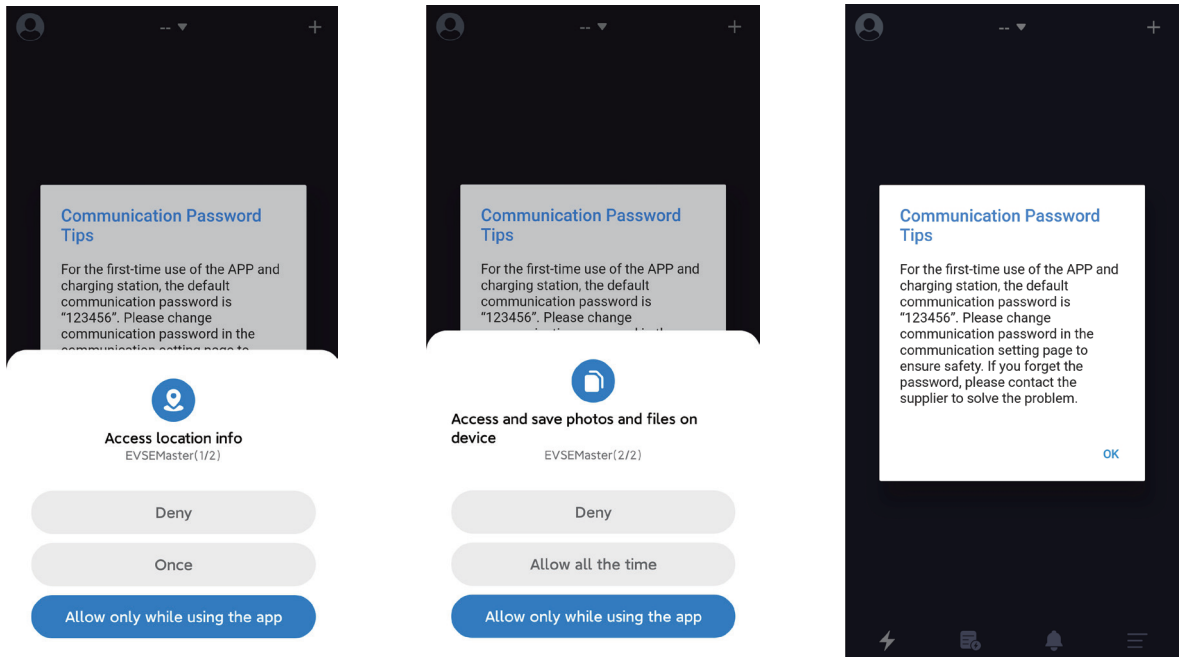 -- ▼ +
Communication Password
Tips
For the first-time use of the APP and
charging station, the default
communication password is
“123456”. Please change
communication password in the
communication setting page to
Access location info
EVSEMaster(1/2)
Deny
Once
Allow only while using the app
-- ▼ +
Communication Password
Tips
For the first-time use of the APP and
charging station, the default
communication password is
“123456”. Please change
Access and save photos and files on
device
EVSEMaster(2/2)
Deny
Allow all the time
Allow only while using the app
-- ▼ +
Communication Password
Tips
For the first-time use of the APP and
charging station, the default
communication password is
“123456”. Please change
communication password in the
communication setting page to
ensure safety. If you forget the
password, please contact the
supplier to solve the problem.
OK